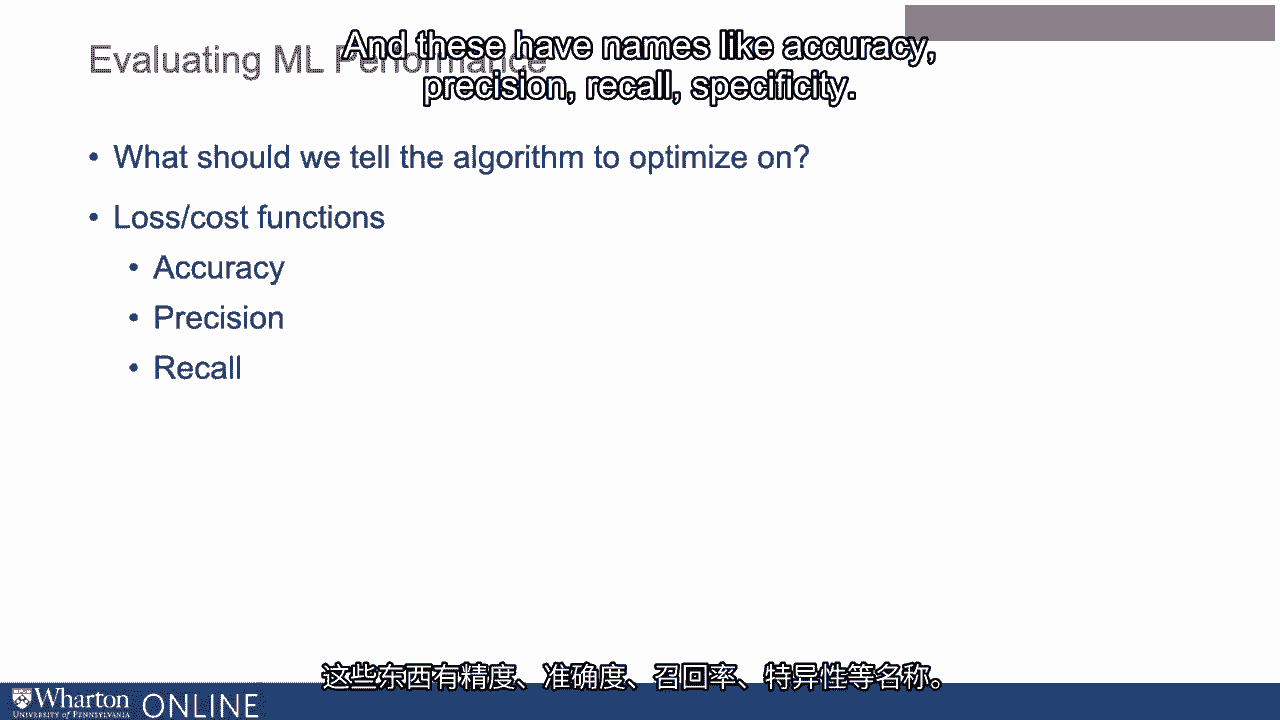 And these have names like accuracy,
precision, recall, specificity.
Evaluating ML Performance
• What should we tell the algorithm to optimize on?
• Loss/cost functions
• Accuracy
• Precision
• Recall
这些东西有精度、准确度、召回率、特异性等名称。
Wharton ONLINE
UNIVERSITY of PENNSYLVANIA